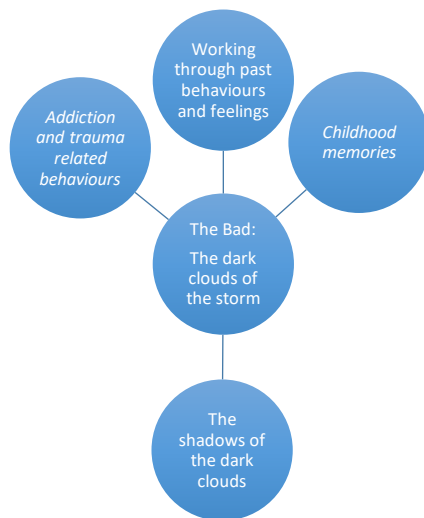 Working
through past
behaviours
and feelings
Addiction
and trauma
related
behaviours
Childhood
memories
The Bad:
The dark
clouds of
the storm
The
shadows of
the dark
clouds